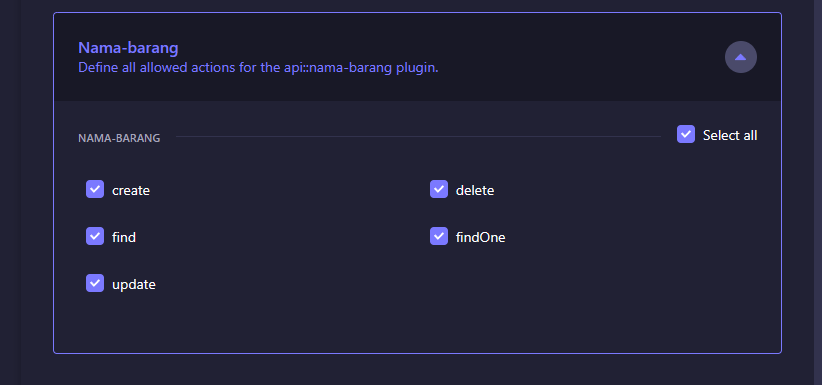 Nama-barang
Define all allowed actions for the api::nama-barang plugin.
NAMA-BARANG
Select all
create
delete
find
findOne
update